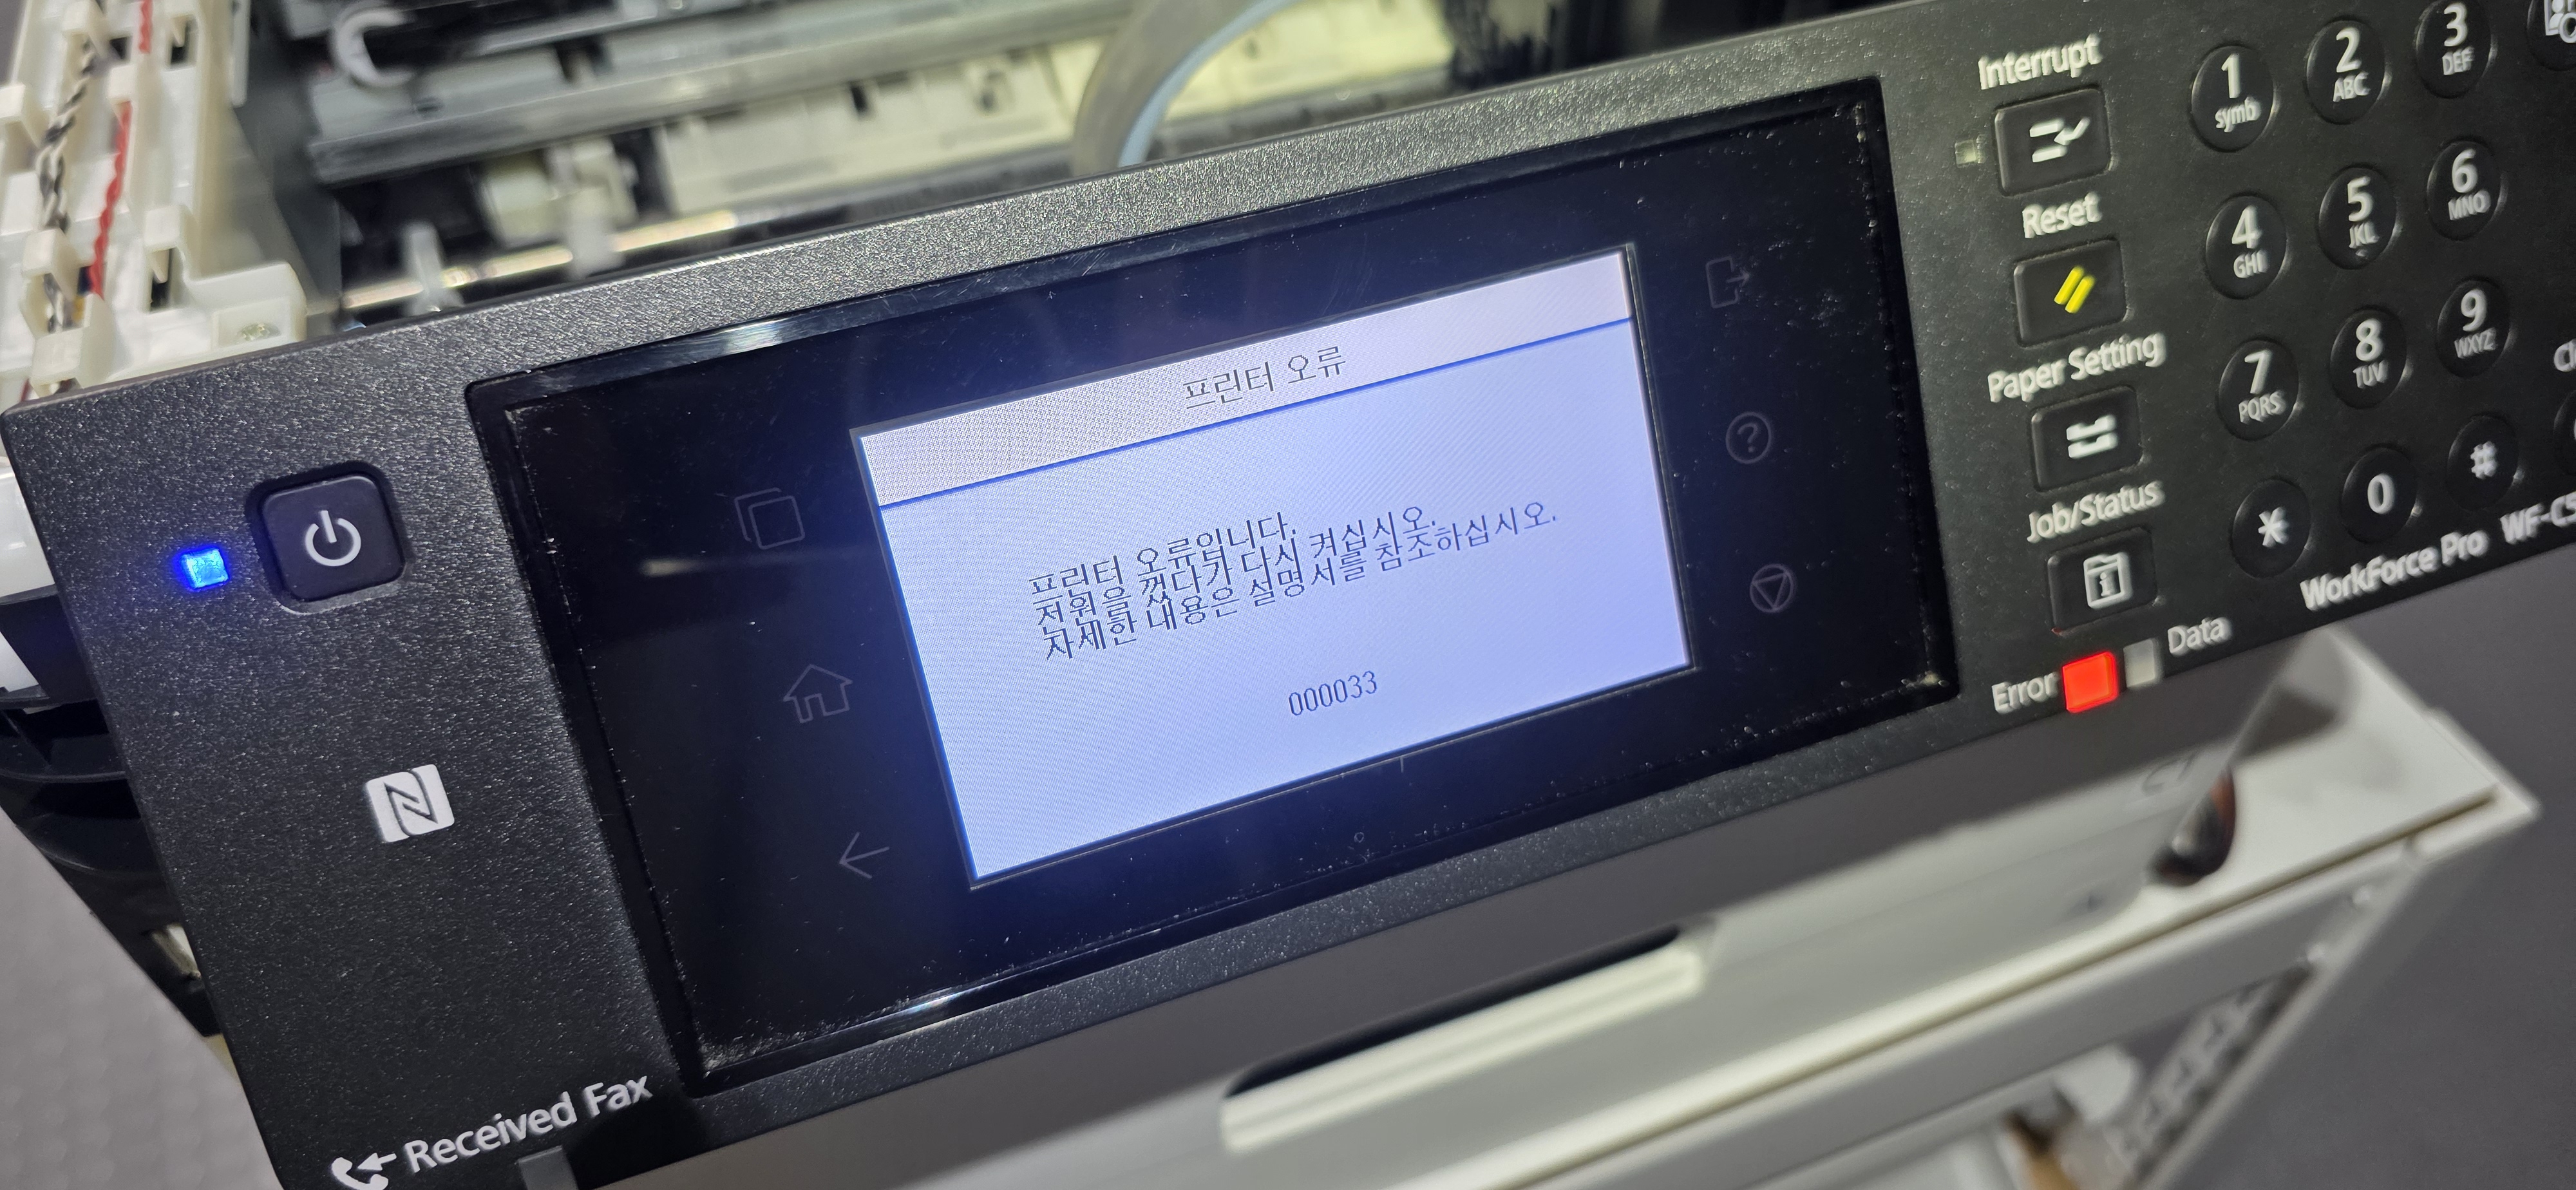 Interrupt
1
symb
2
ABC
3
DEF
Reset
4
GHI
5
JKL
6
MNO
Paper Setting
7
PQRS
8
TUV
9
WXYZ
Job/Status
*
0
#
WorkForce Pro WF-C5
Error
Data
프린터 오류
프린터 오류입니다.
전원을 껐다가 다시 켜십시오.
자세한 내용은 설명서를 참조하십시오.
000033
Received Fax